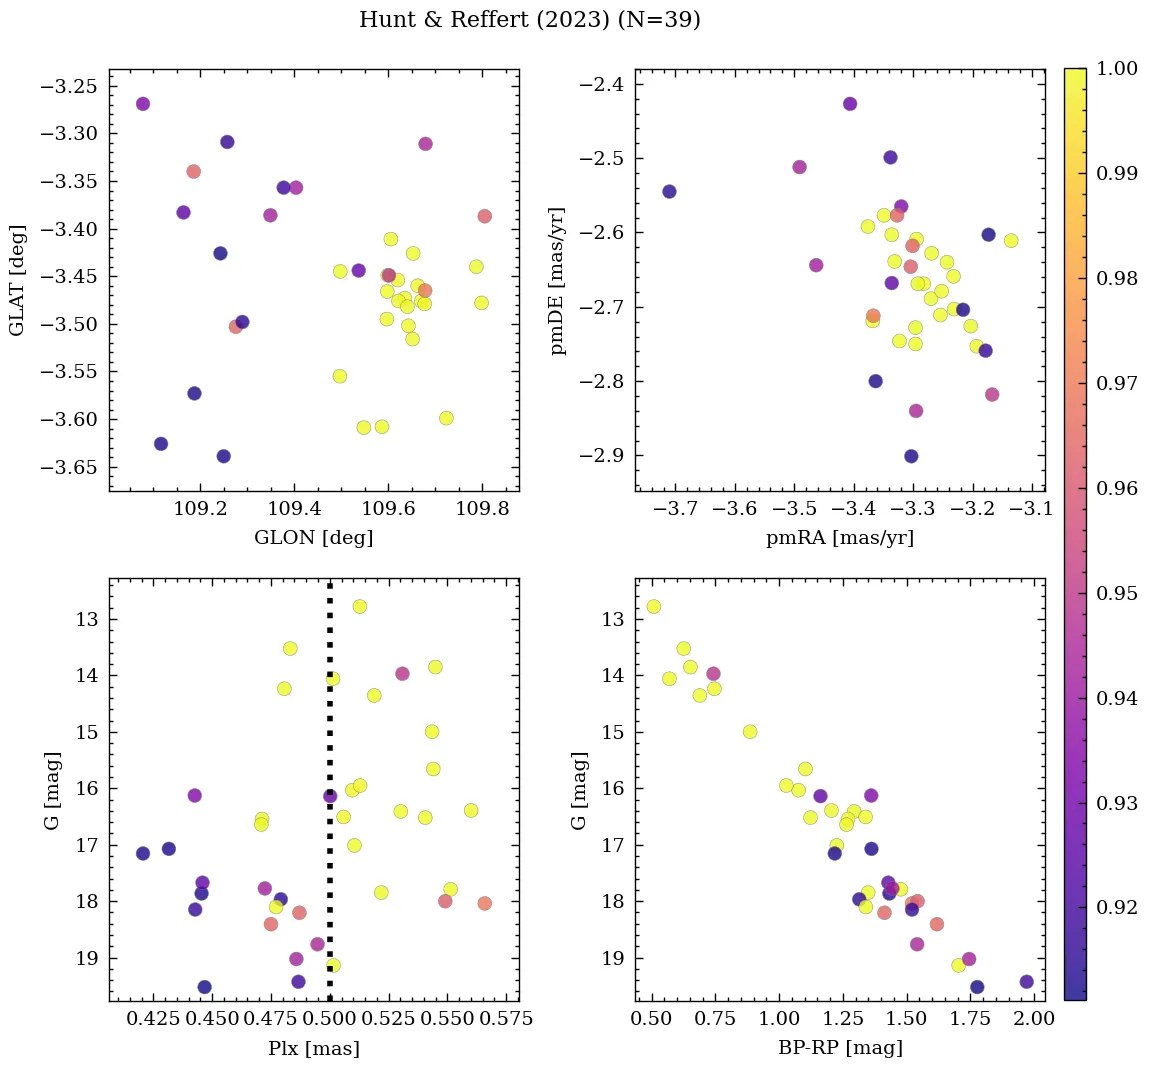 Hunt & Reffert (2023) (N=39)
−3.25
−3.30
−3.35
−3.40
−3.45
−3.50
−3.55
−3.60
−3.65
GLAT [deg]
109.2 109.4 109.6 109.8
GLON [deg]
−2.4
−2.5
−2.6
−2.7
−2.8
−2.9
pmDE [mas/yr]
−3.7 −3.6 −3.5 −3.4 −3.3 −3.2 −3.1
pmRA [mas/yr]
1.00
0.99
0.98
0.97
0.96
0.95
0.94
0.93
0.92
13
14
15
16
17
18
19
G [mag]
0.425 0.450 0.475 0.500 0.525 0.550 0.575
Plx [mas]
13
14
15
16
17
18
19
G [mag]
0.50 0.75 1.00 1.25 1.50 1.75 2.00
BP-RP [mag]